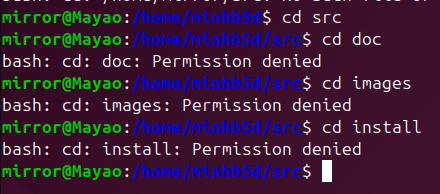 mirror@Mayao:/home/minhb5d$ cd src
mirror@Mayao:/home/minhb5d/src$ cd doc
bash: cd: doc: Permission denied
mirror@Mayao:/home/minhb5d/src$ cd images
bash: cd: images: Permission denied
mirror@Mayao:/home/minhb5d/src$ cd install
bash: cd: install: Permission denied
mirror@Mayao:/home/minhb5d/src$